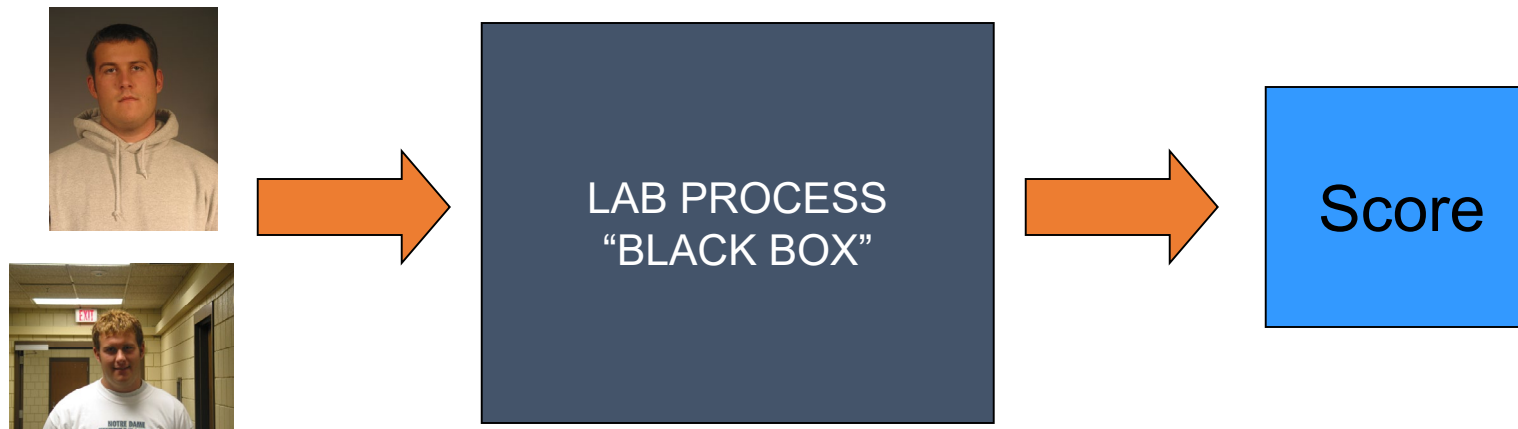 EXIT
NOTRE DAME
LAB PROCESS
“BLACK BOX”
Score